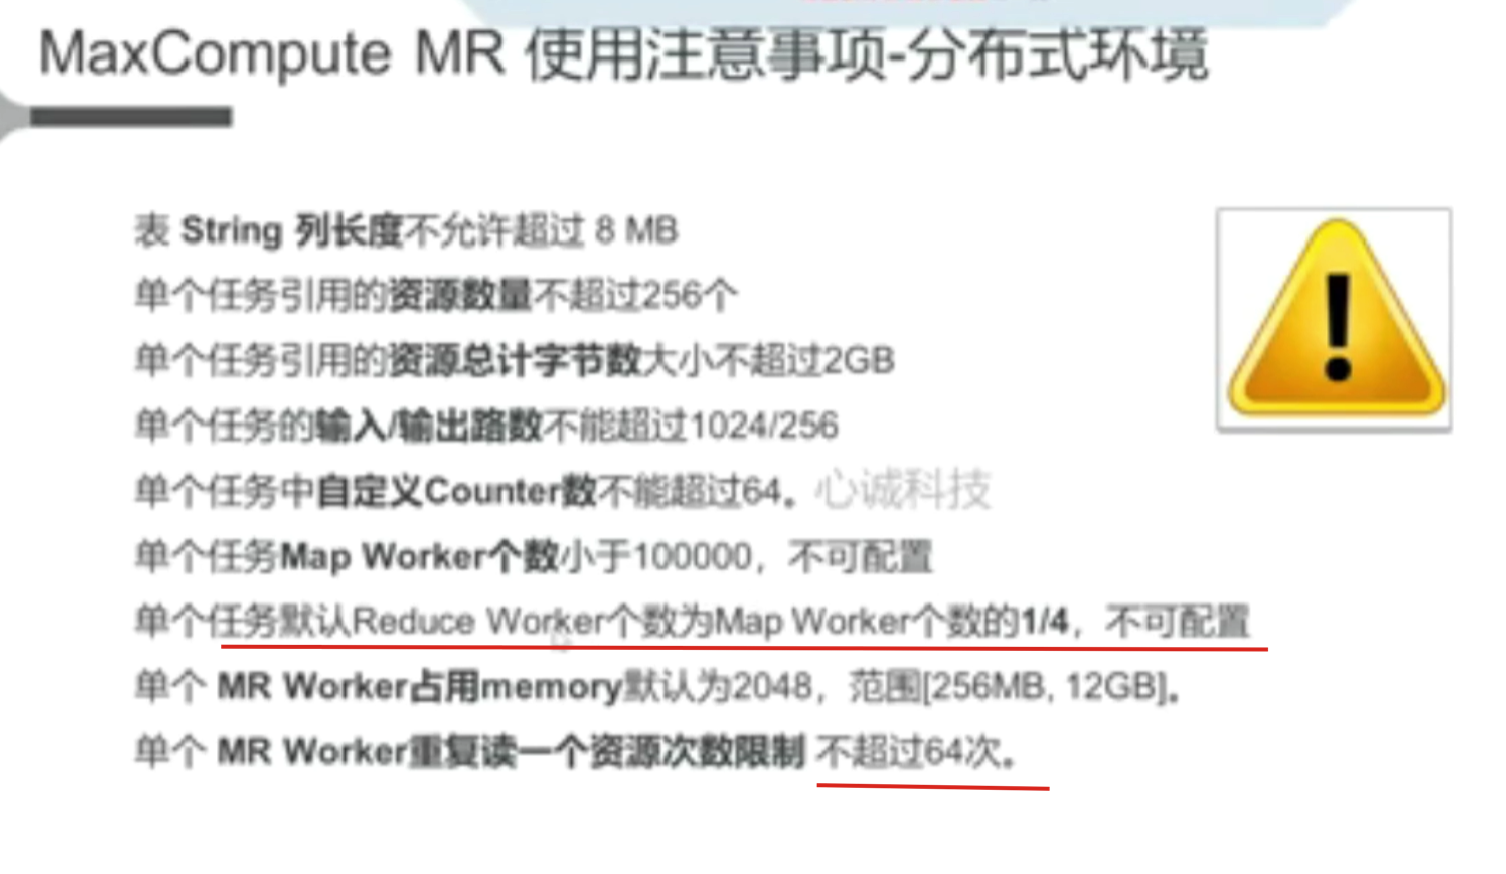 MaxCompute MR 使用注意事项-分布式环境
表 String 列长度不允许超过 8 MB
单个任务引用的资源数量不超过256个
单个任务引用的资源总计字节数大小不超过2GB
单个任务的输入/输出路数不能超过1024/256
单个任务中自定义Counter数不能超过64。心诚科技
单个任务Map Worker个数小于100000，不可配置
单个任务默认Reduce Worker个数为Map Worker个数的1/4，不可配置
单个 MR Worker占用memory默认为2048，范围[256MB, 12GB]。
单个 MR Worker重复读一个资源次数限制 不超过64次。